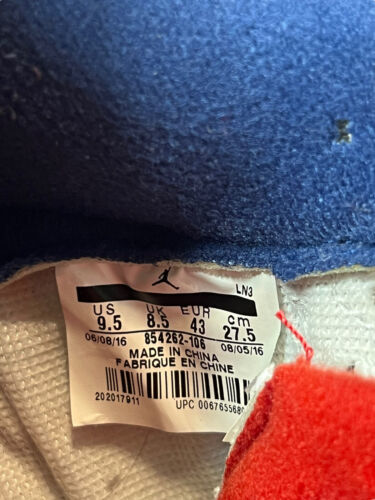 LN3
US UK EUR cm
9.5 8.5 43 27.5
06/08/16 854262-106 08/05/16
MADE IN CHINA
FABRIQUE EN CHINE
202017911
UPC 0067655680